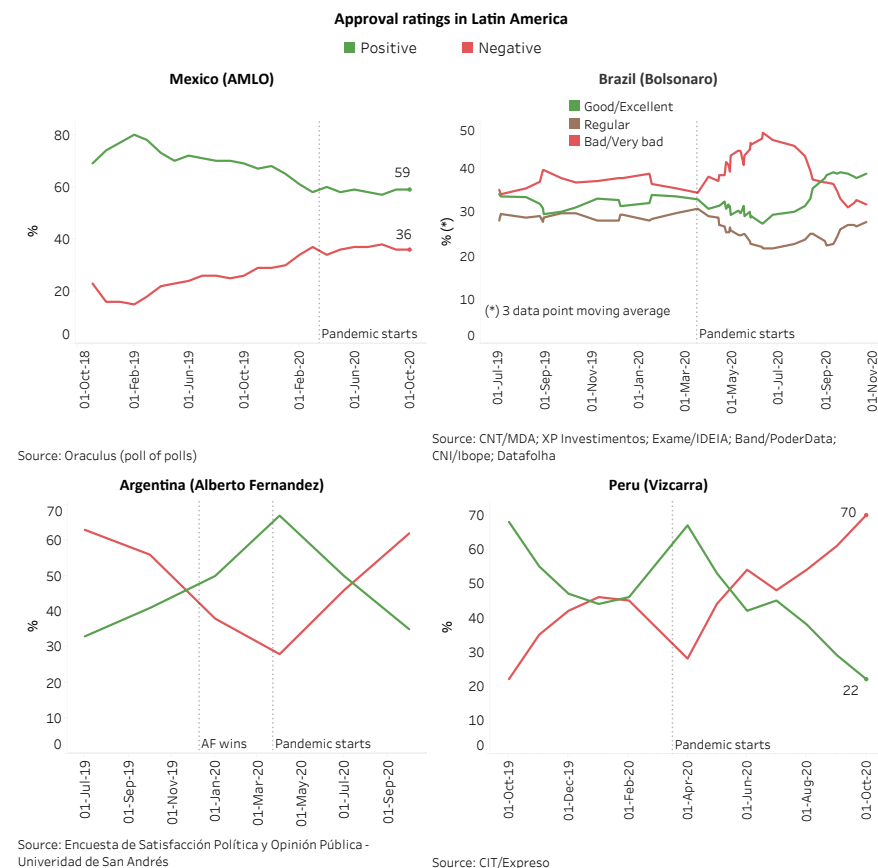 Approval ratings in Latin America
Positive
Negative
Mexico (AMLO)
80
60
40
20
0
%
59
36
Pandemic starts
01-Oct-18
01-Feb-19
01-Jun-19
01-Oct-19
01-Feb-20
01-Jun-20
01-Oct-20
Source: Oraculus (poll of polls)
Brazil (Bolsonaro)
Good/Excellent
Regular
Bad/Very bad
50
40
30
20
10
0
% (*)
(*) 3 data point moving average
Pandemic starts
01-Jul-19
01-Sep-19
01-Nov-19
01-Jan-20
01-Mar-20
01-May-20
01-Jul-20
01-Sep-20
01-Nov-20
Source: CNT/MDA; XP Investimentos; Exame/IDEIA; Band/PoderData;
CNI/Ibope; Datafolha
Argentina (Alberto Fernandez)
70
60
50
40
30
20
10
0
%
AF wins
Pandemic starts
01-Jul-19
01-Sep-19
01-Nov-19
01-Jan-20
01-Mar-20
01-May-20
01-Jul-20
01-Sep-20
Source: Encuesta de Satisfacción Política y Opinión Pública -
Univeridad de San Andrés
Peru (Vizcarra)
70
60
50
40
30
20
10
0
%
70
22
Pandemic starts
01-Oct-19
01-Dec-19
01-Feb-20
01-Apr-20
01-Jun-20
01-Aug-20
01-Oct-20
Source: CIT/Expreso